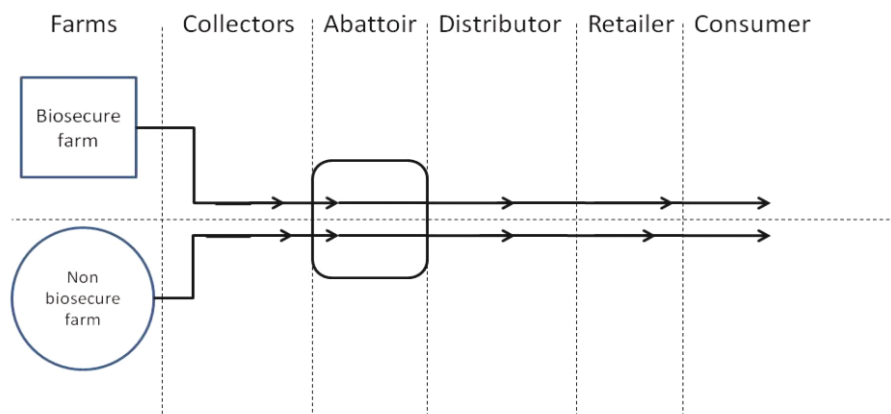 Farms Collectors Abattoir Distributor Retailer Consumer
Biosecure
farm
Non
biosecure
farm